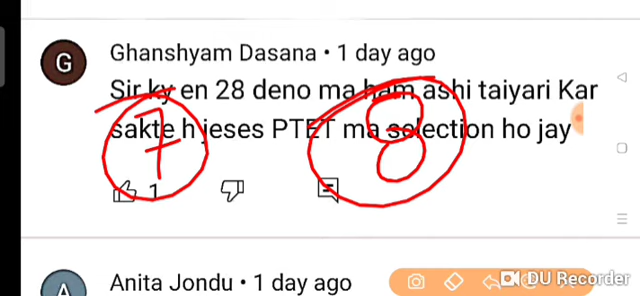 G
Ghanshyam Dasana • 1 day ago
Sir ky en 28 deno ma ham ashi taiyari Kar
sakte h jeses PTET ma selection ho jay
7
8
1
A
Anita Jondu • 1 day ago
DU Recorder